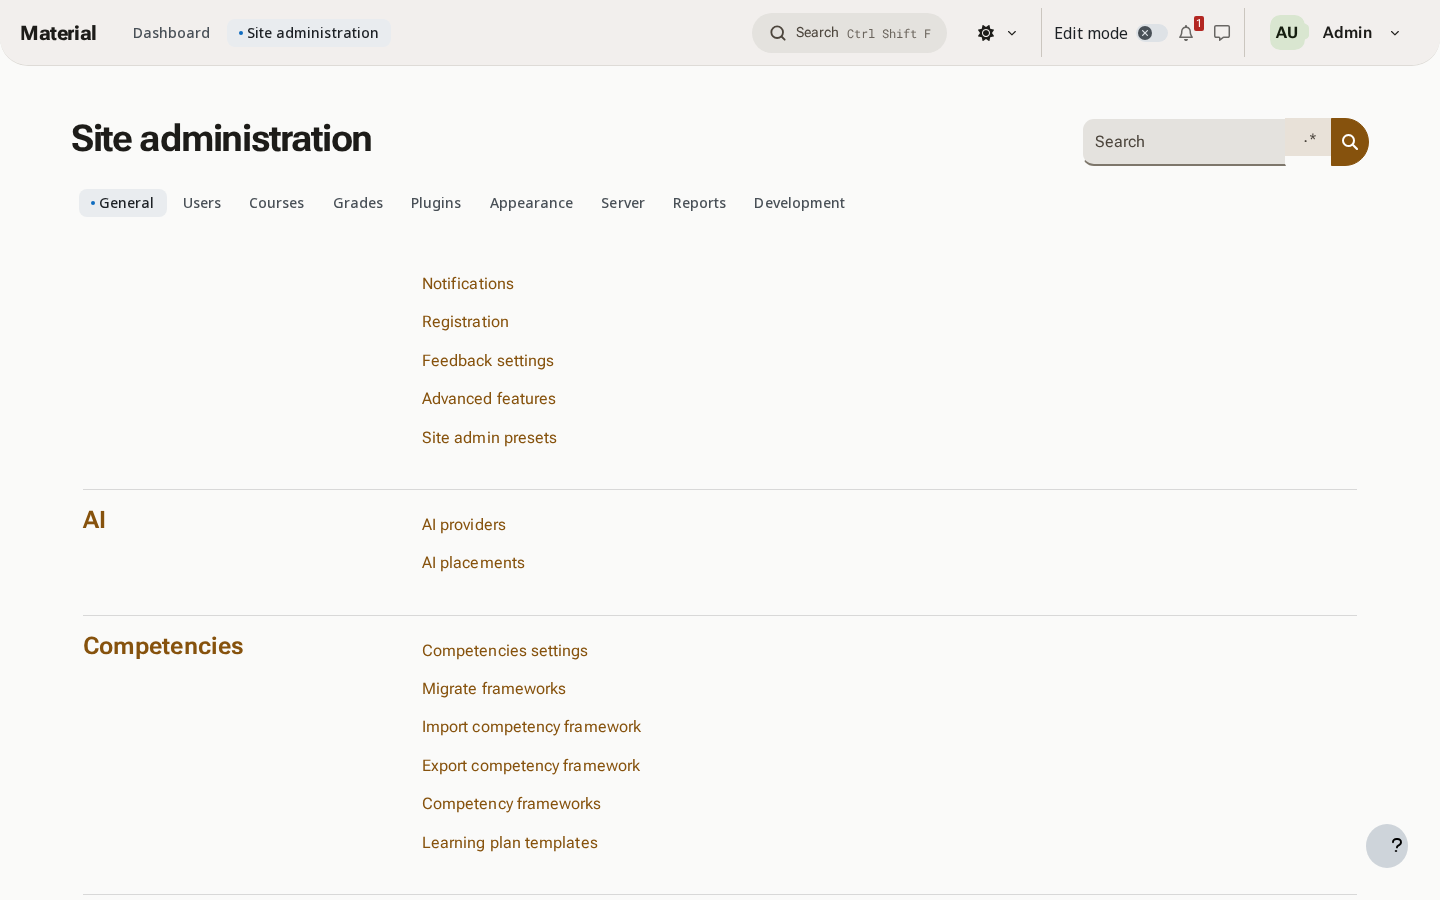 Material
Dashboard
Site administration
Search Ctrl Shift F
Edit mode
1
AU
Admin
Site administration
Search
.*
General
Users
Courses
Grades
Plugins
Appearance
Server
Reports
Development
Notifications
Registration
Feedback settings
Advanced features
Site admin presets
AI
AI providers
AI placements
Competencies
Competencies settings
Migrate frameworks
Import competency framework
Export competency framework
Competency frameworks
Learning plan templates
?